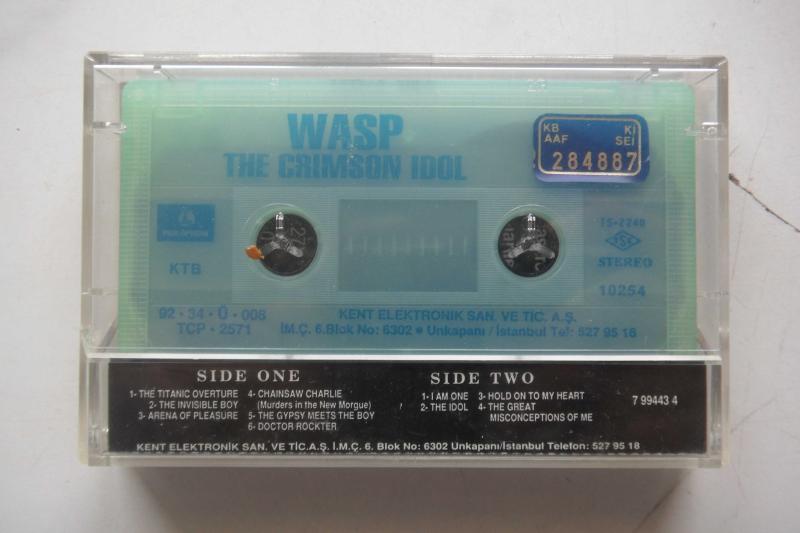 WASP
THE CRIMSON IDOL
KB KI
AAF SEI
284887
PARLOPHONE
KTB
TS-2240
TSE
STEREO
10254
92 • 34 • Ü • 008
TCP • 2571
KENT ELEKTRONİK SAN. VE TİC. A.Ş.
İ.M.Ç. 6.Blok No: 6302 • Unkapanı / İstanbul Tel: 527 95 18
SIDE ONE
1- THE TITANIC OVERTURE
2- THE INVISIBLE BOY
3- ARENA OF PLEASURE
4- CHAINSAW CHARLIE
(Murders in the New Morgue)
5- THE GYPSY MEETS THE BOY
6- DOCTOR ROCKTER
SIDE TWO
1- I AM ONE
2- THE IDOL
3- HOLD ON TO MY HEART
4- THE GREAT
MISCONCEPTIONS OF ME
7 99443 4
KENT ELEKTRONİK SAN. VE TİC.A.Ş. İ.M.Ç. 6. Blok No: 6302 Unkapanı/İstanbul Telefon: 527 95 18